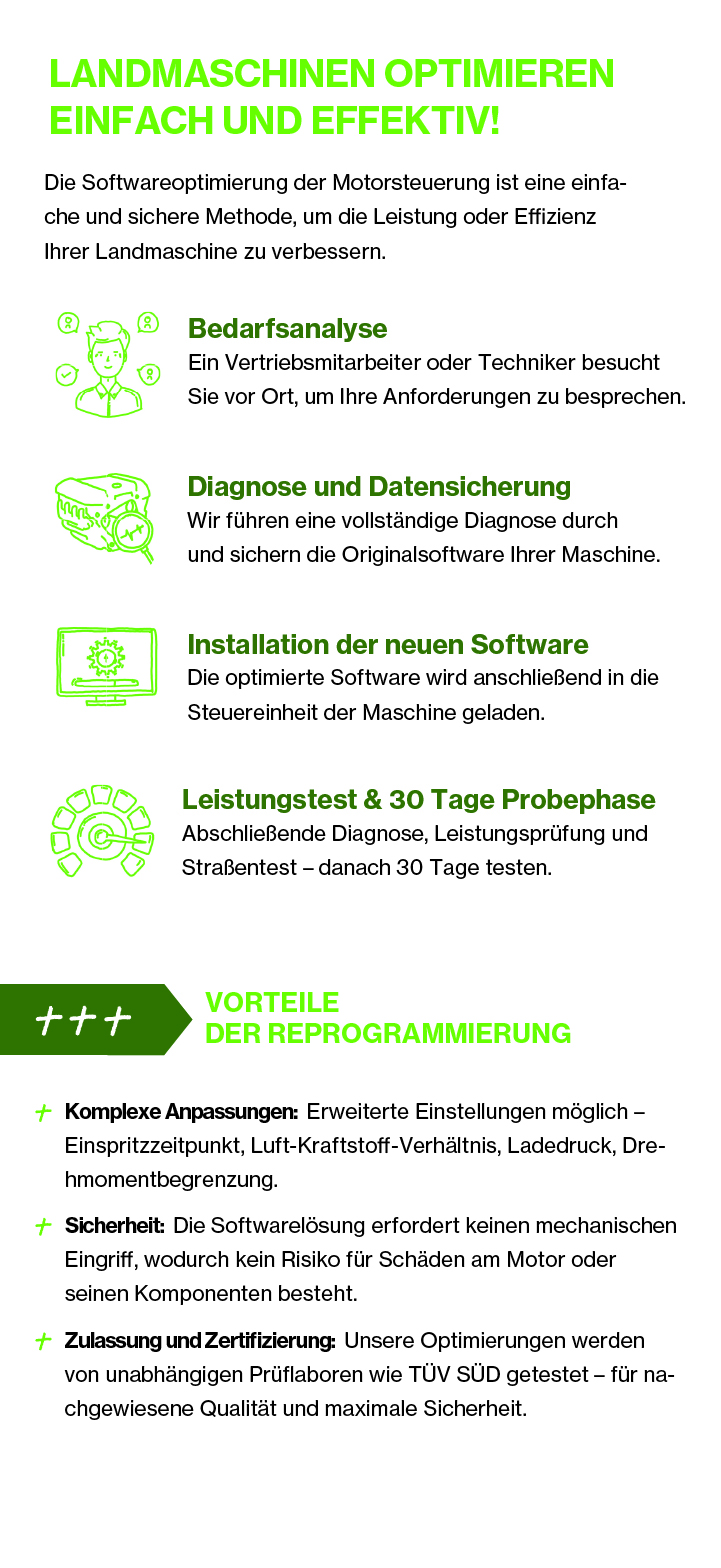 LANDMASCHINEN OPTIMIEREN
EINFACH UND EFFEKTIV!
Die Softwareoptimierung der Motorsteuerung ist eine einfa-
che und sichere Methode, um die Leistung oder Effizienz
Ihrer Landmaschine zu verbessern.
Bedarfsanalyse
Ein Vertriebsmitarbeiter oder Techniker besucht
Sie vor Ort, um Ihre Anforderungen zu besprechen.
Diagnose und Datensicherung
Wir führen eine vollständige Diagnose durch
und sichern die Originalsoftware Ihrer Maschine.
Installation der neuen Software
Die optimierte Software wird anschließend in die
Steuereinheit der Maschine geladen.
Leistungstest & 30 Tage Probephase
Abschließende Diagnose, Leistungsprüfung und
Straßentest – danach 30 Tage testen.
+++
VORTEILE
DER REPROGRAMMIERUNG
+ Komplexe Anpassungen: Erweiterte Einstellungen möglich –
Einspritzzeitpunkt, Luft-Kraftstoff-Verhältnis, Ladedruck, Dre-
hmomentbegrenzung.
+ Sicherheit: Die Softwarelösung erfordert keinen mechanischen
Eingriff, wodurch kein Risiko für Schäden am Motor oder
seinen Komponenten besteht.
+ Zulassung und Zertifizierung: Unsere Optimierungen werden
von unabhängigen Prüflaboren wie TÜV SÜD getestet – für na-
chgewiesene Qualität und maximale Sicherheit.